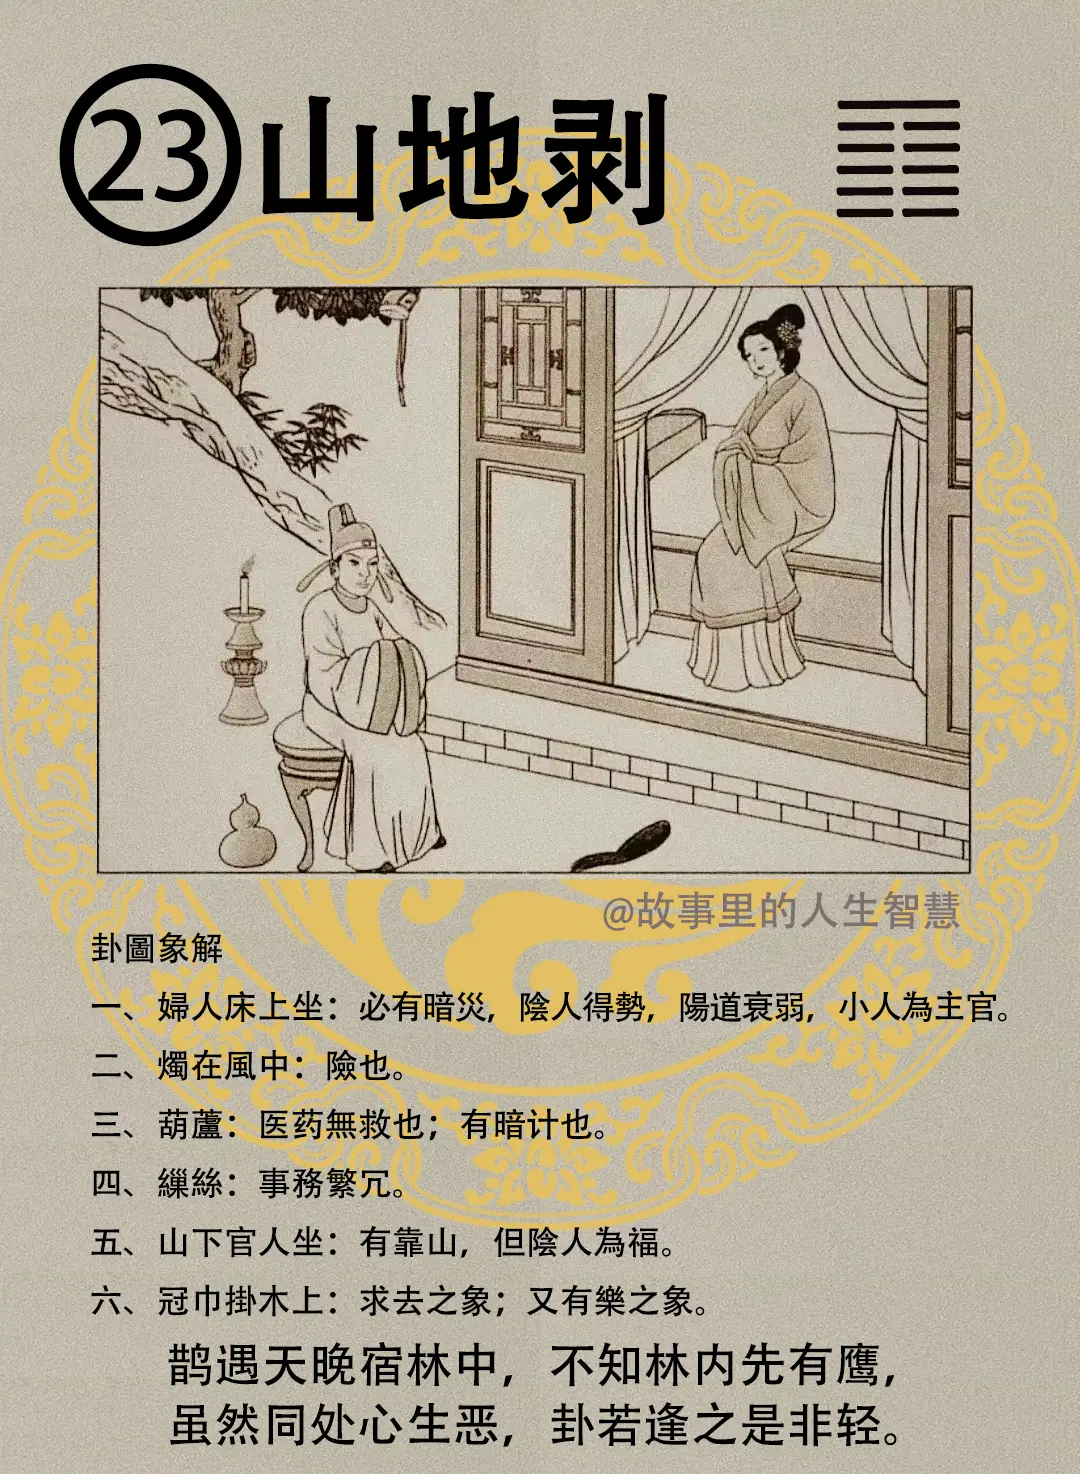 23 山地剥
@故事里的人生智慧
卦圖象解
一、婦人床上坐：必有暗災，陰人得勢，陽道衰弱，小人為主官。
二、燭在風中：險也。
三、葫蘆：医药無救也；有暗计也。
四、繅絲：事務繁冗。
五、山下官人坐：有靠山，但陰人為福。
六、冠巾掛木上：求去之象；又有樂之象。
鹊遇天晚宿林中，不知林内先有鹰，
虽然同处心生恶，卦若逢之是非轻。